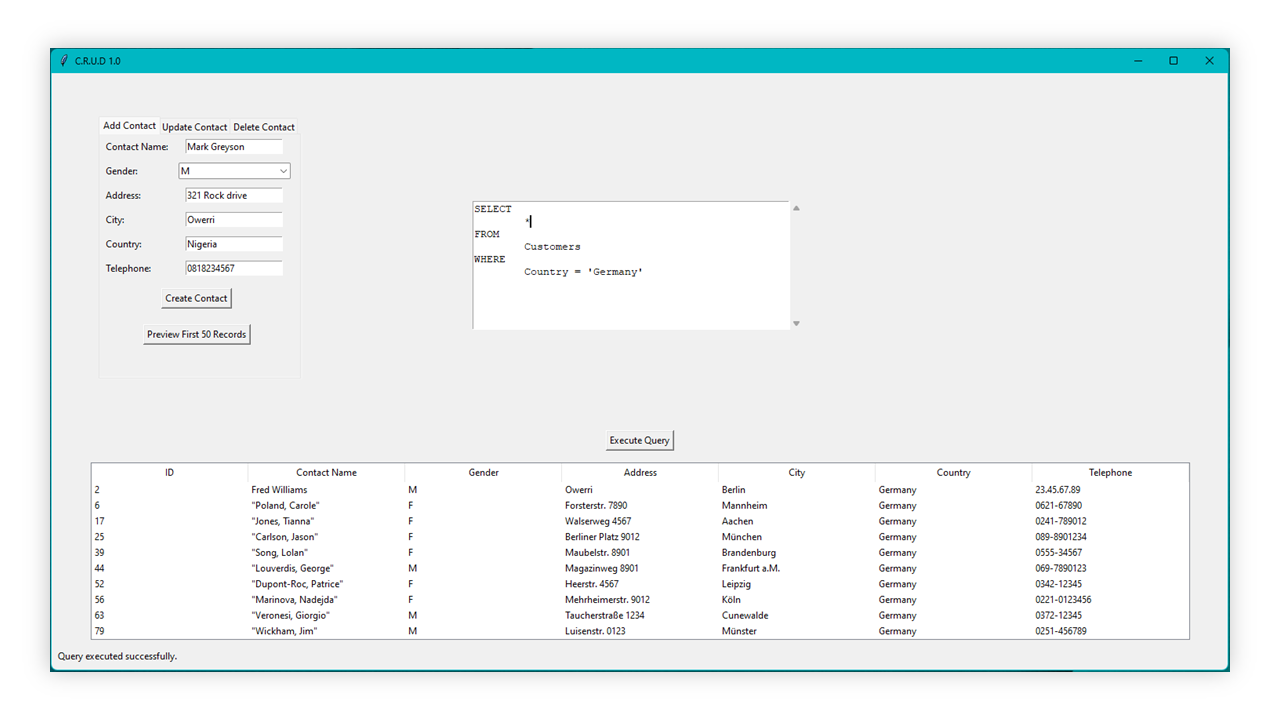 C.R.U.D 1.0
Add Contact Update Contact Delete Contact
Contact Name: Mark Greyson
Gender: M
Address: 321 Rock drive
City: Owerri
Country: Nigeria
Telephone: 0818234567
Create Contact
Preview First 50 Records
SELECT
*
FROM
Customers
WHERE
Country = 'Germany'
Execute Query
ID Contact Name Gender Address City Country Telephone
2 Fred Williams M Owerri Berlin Germany 23.45.67.89
6 "Poland, Carole" F Forsterstr. 7890 Mannheim Germany 0621-67890
17 "Jones, Tianna" F Walserweg 4567 Aachen Germany 0241-789012
25 "Carlson, Jason" F Berliner Platz 9012 München Germany 089-8901234
39 "Song, Lolan" F Maubelstr. 8901 Brandenburg Germany 0555-34567
44 "Louverdis, George" M Magazinweg 8901 Frankfurt a.M. Germany 069-7890123
52 "Dupont-Roc, Patrice" F Heerstr. 4567 Leipzig Germany 0342-12345
56 "Marinova, Nadejda" F Mehrheimerstr. 9012 Köln Germany 0221-0123456
63 "Veronesi, Giorgio" M Taucherstraße 1234 Cunewalde Germany 0372-12345
79 "Wickham, Jim" M Luisenstr. 0123 Münster Germany 0251-456789
Query executed successfully.